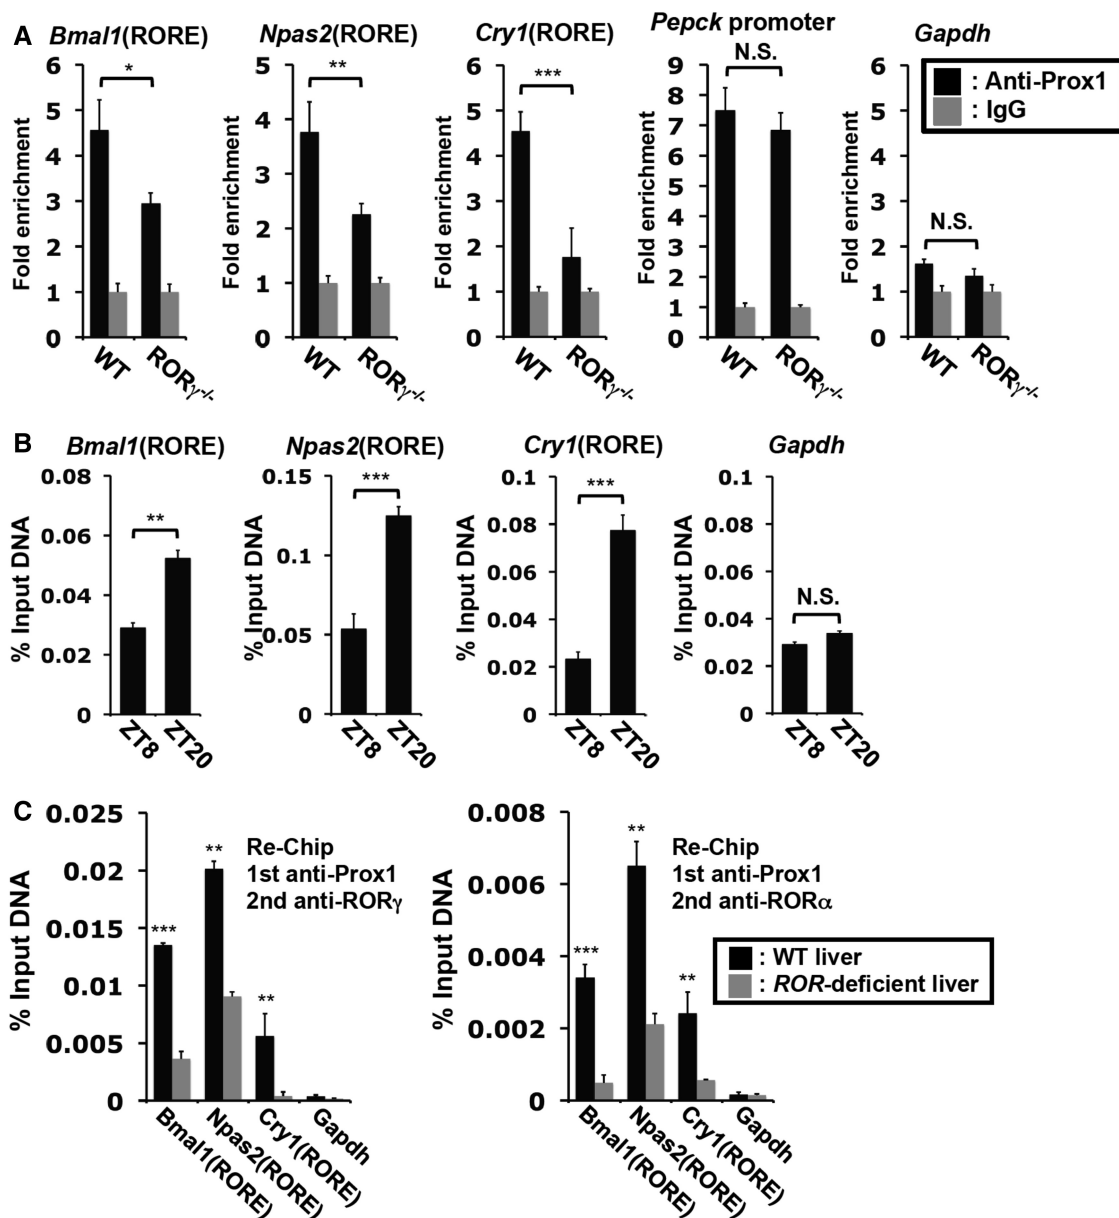 A
Bmal1(RORE)
Fold enrichment
6
5
4
3
2
1
0
*
WT
RORγ-/-
Npas2(RORE)
Fold enrichment
5
4
3
2
1
0
**
WT
RORγ-/-
Cry1(RORE)
Fold enrichment
6
5
4
3
2
1
0
***
WT
RORγ-/-
Pepck promoter
Fold enrichment
9
8
7
6
5
4
3
2
1
0
N.S.
WT
RORγ-/-
Gapdh
Fold enrichment
6
5
4
3
2
1
0
N.S.
WT
RORγ-/-
: Anti-Prox1
: IgG
B
Bmal1(RORE)
% Input DNA
0.08
0.06
0.04
0.02
0
**
ZT8
ZT20
Npas2(RORE)
% Input DNA
0.15
0.1
0.05
0
***
ZT8
ZT20
Cry1(RORE)
% Input DNA
0.1
0.08
0.06
0.04
0.02
0
***
ZT8
ZT20
Gapdh
% Input DNA
0.1
0.08
0.06
0.04
0.02
0
N.S.
ZT8
ZT20
C
% Input DNA
0.025
0.02
0.015
0.01
0.005
0
***
**
**
Re-Chip
1st anti-Prox1
2nd anti-RORγ
Bmal1(RORE)
Npas2(RORE)
Cry1(RORE)
Gapdh
% Input DNA
0.008
0.006
0.004
0.002
0
***
**
**
Re-Chip
1st anti-Prox1
2nd anti-RORα
: WT liver
: ROR-deficient liver
Bmal1(RORE)
Npas2(RORE)
Cry1(RORE)
Gapdh